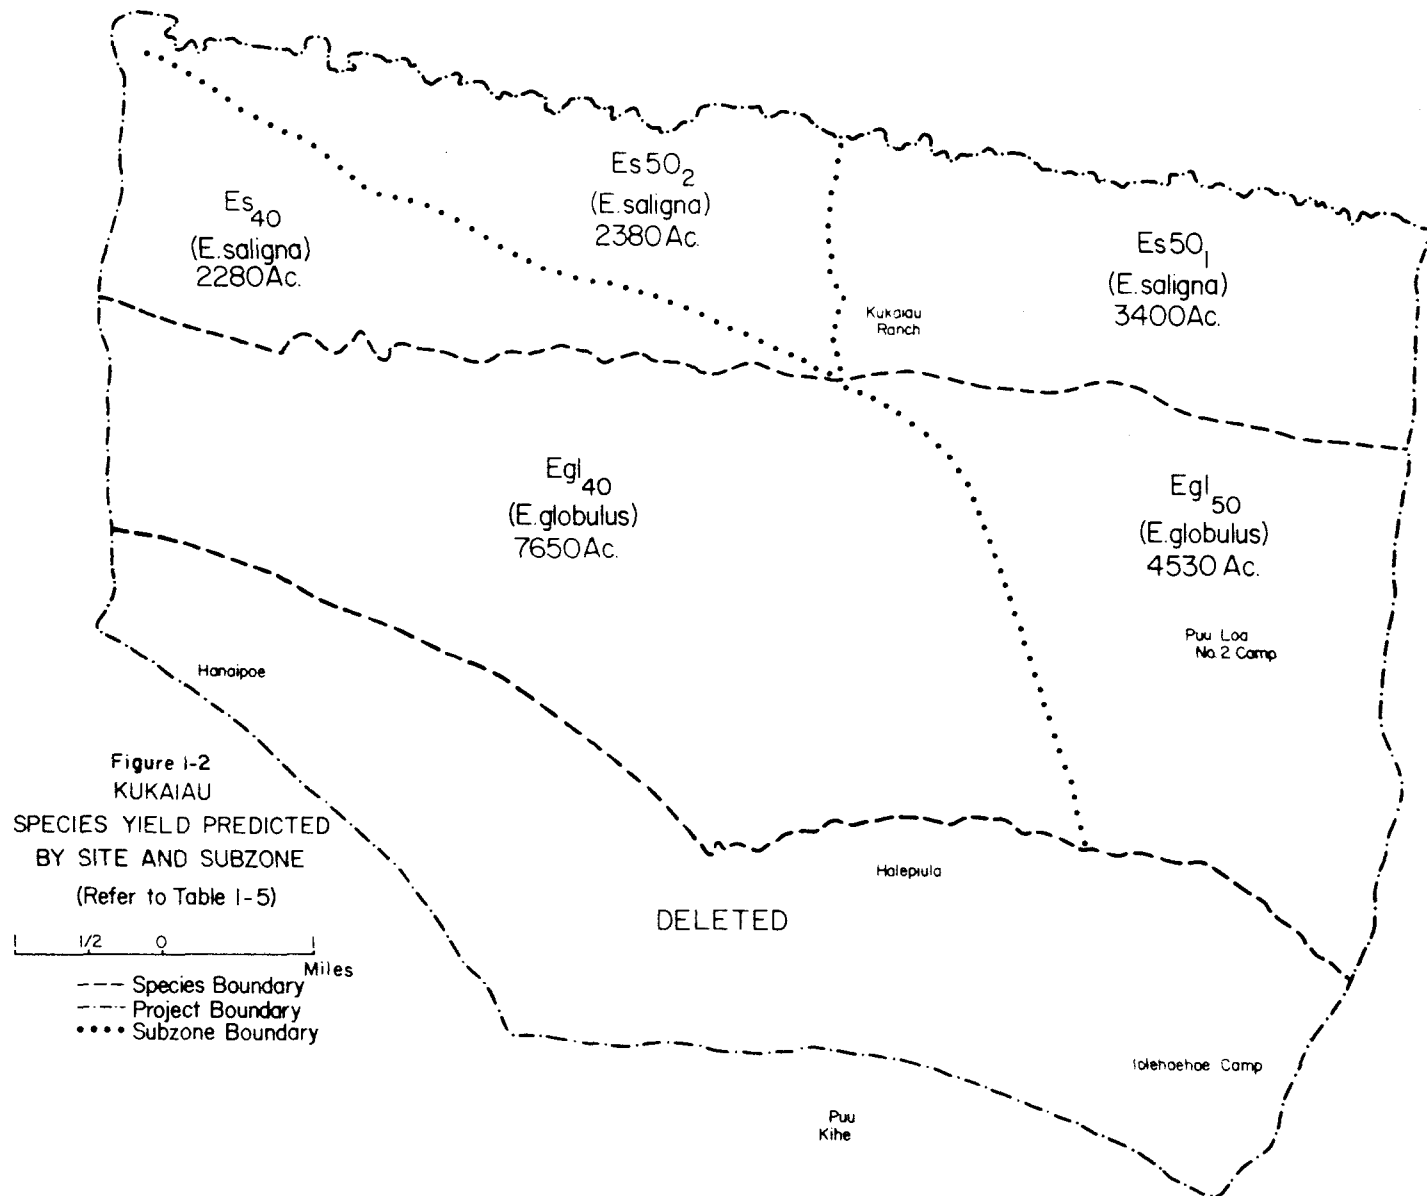 Es50₂
(E.saligna)
2380Ac.
Es₄₀
(E.saligna)
2280Ac.
Es50₁
(E.saligna)
3400Ac.
Kukaiau
Ranch
Egl₄₀
(E.globulus)
7650Ac.
Egl₅₀
(E.globulus)
4530 Ac.
Puu Loa
No. 2 Camp
Hanaipoe
Figure 1-2
KUKAIAU
SPECIES YIELD PREDICTED
BY SITE AND SUBZONE
(Refer to Table 1-5)
1 1/2 0 1
Miles
Species Boundary
Project Boundary
Subzone Boundary
Halepiula
DELETED
Iolehaehae Camp
Puu
Kihe